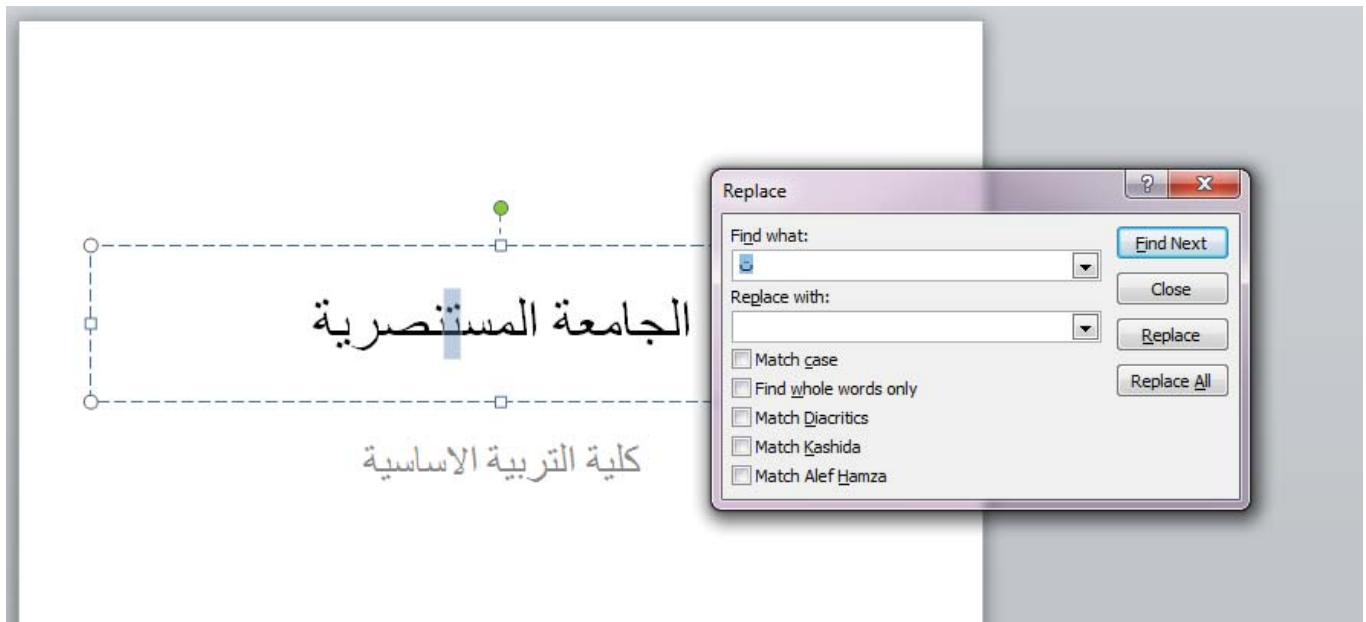 الجامعة المستنصرية
كلية التربية الاساسية
Replace
Find what:
ت
Replace with:
Match case
Find whole words only
Match Diacritics
Match Kashida
Match Alef Hamza
Find Next
Close
Replace
Replace All